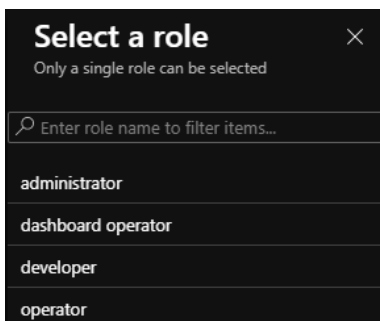 Select a role
Only a single role can be selected
Enter role name to filter items...
administrator
dashboard operator
developer
operator